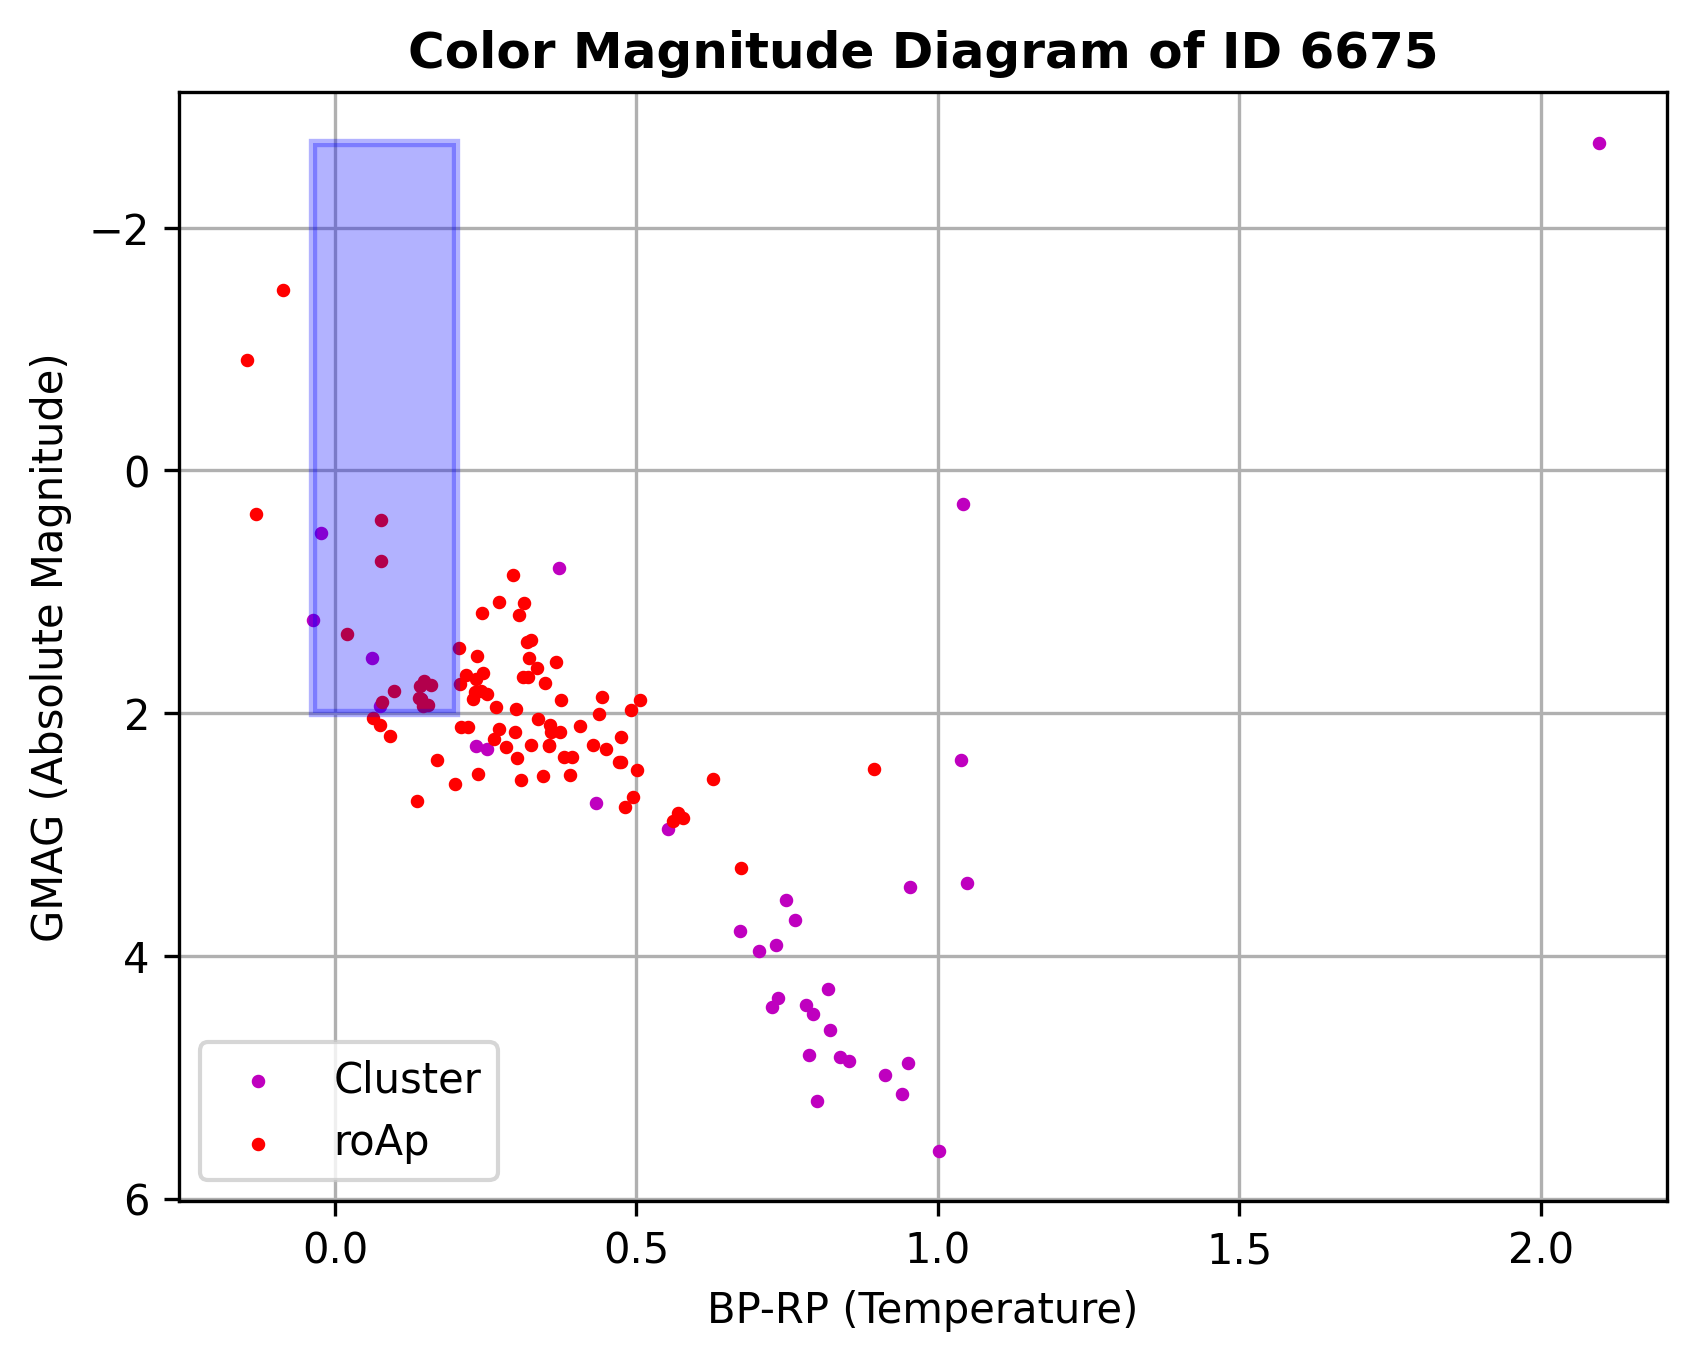 Color Magnitude Diagram of ID 6675
GMAG (Absolute Magnitude)
−2
0
2
4
6
Cluster
roAp
0.0 0.5 1.0 1.5 2.0
BP-RP (Temperature)